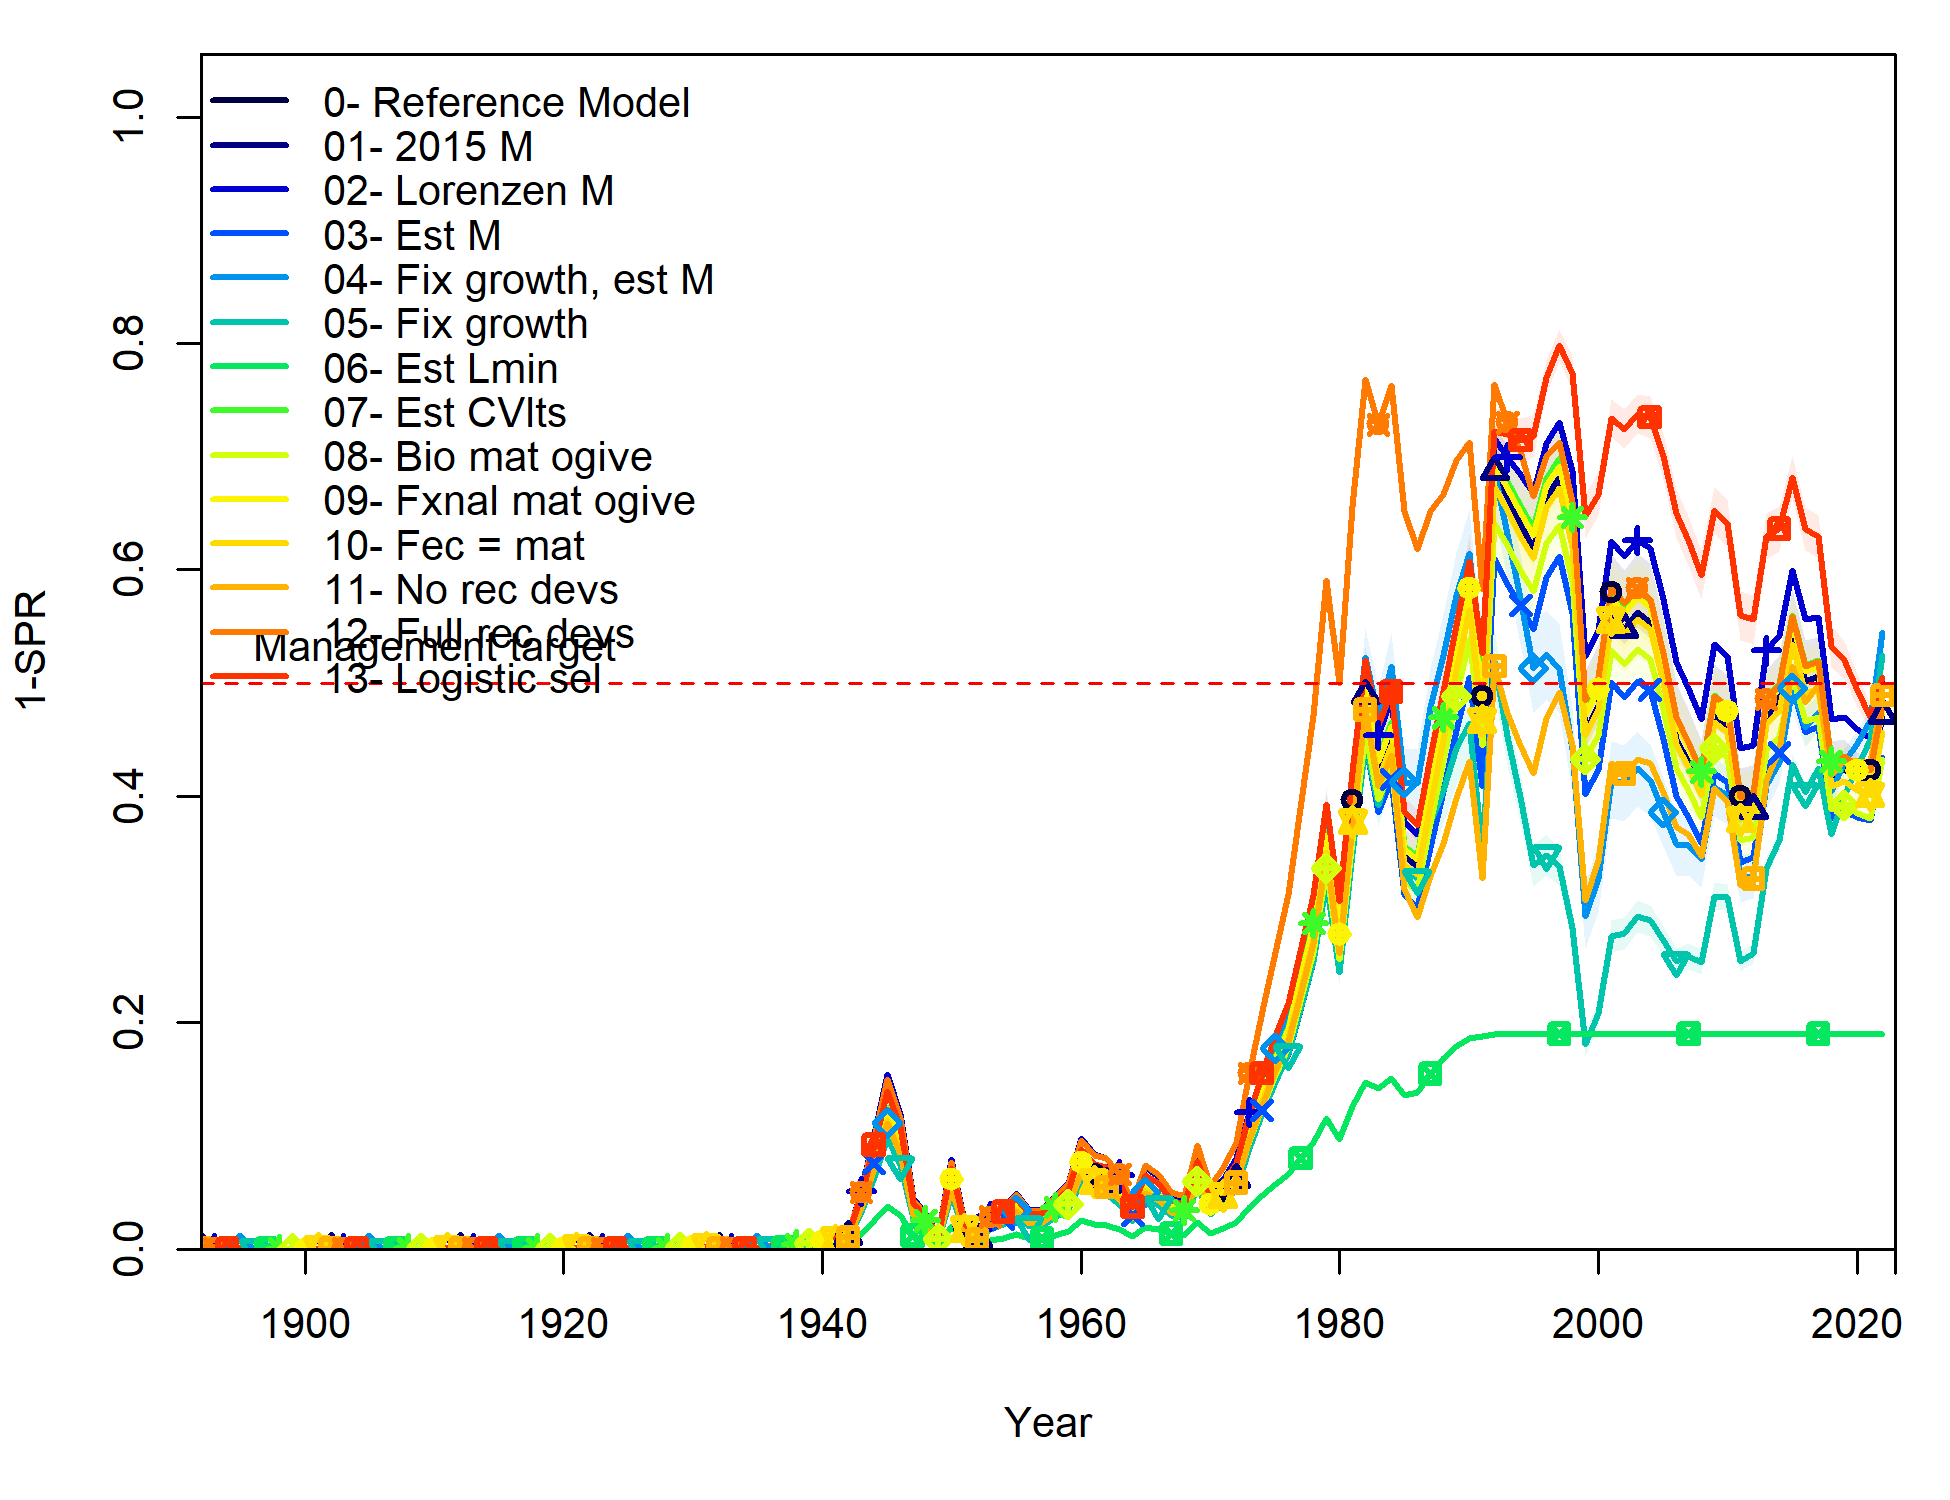 0- Reference Model
01- 2015 M
02- Lorenzen M
03- Est M
04- Fix growth, est M
05- Fix growth
06- Est Lmin
07- Est CVlts
08- Bio mat ogive
09- Fxnal mat ogive
10- Fec = mat
11- No rec devs
12- Full rec devs
Management target
13- Logistic sel
1-SPR
1.0
0.8
0.6
0.4
0.2
0.0
1900 1920 1940 1960 1980 2000 2020
Year